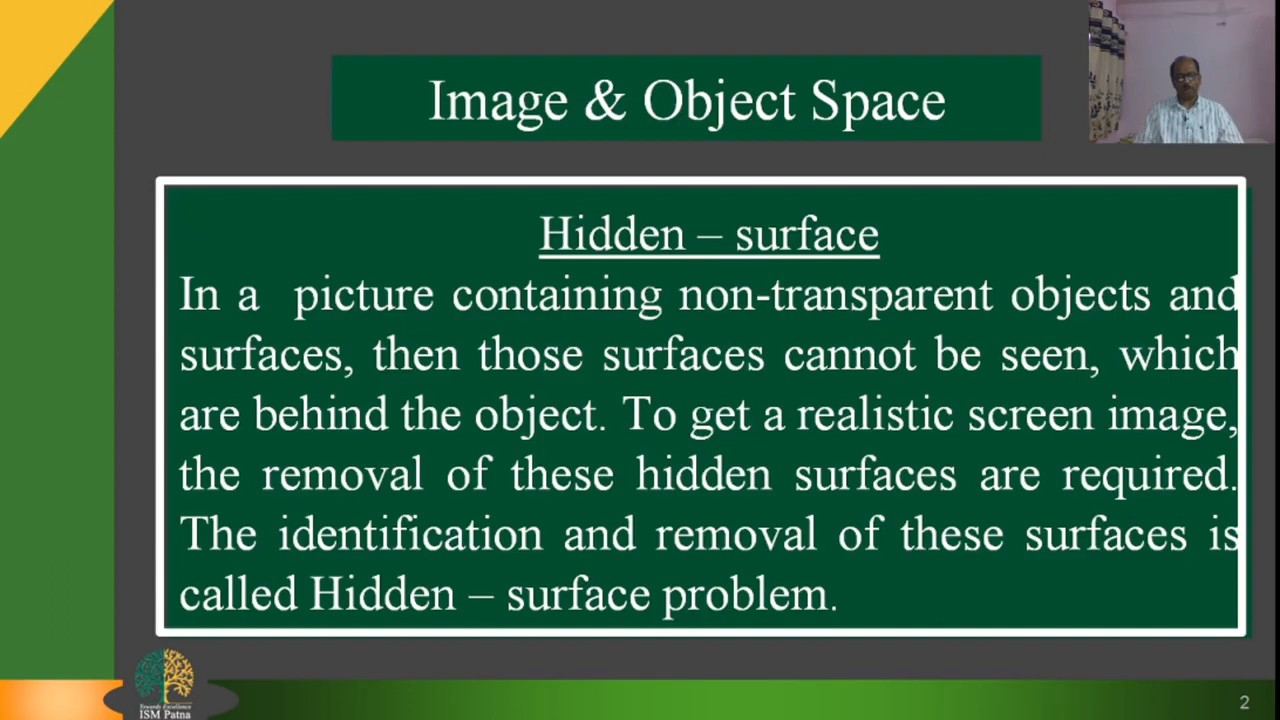 Image & Object Space
Hidden – surface
In a picture containing non-transparent objects and
surfaces, then those surfaces cannot be seen, which
are behind the object. To get a realistic screen image,
the removal of these hidden surfaces are required.
The identification and removal of these surfaces is
called Hidden – surface problem.
Towards Excellence
ISM Patna
2